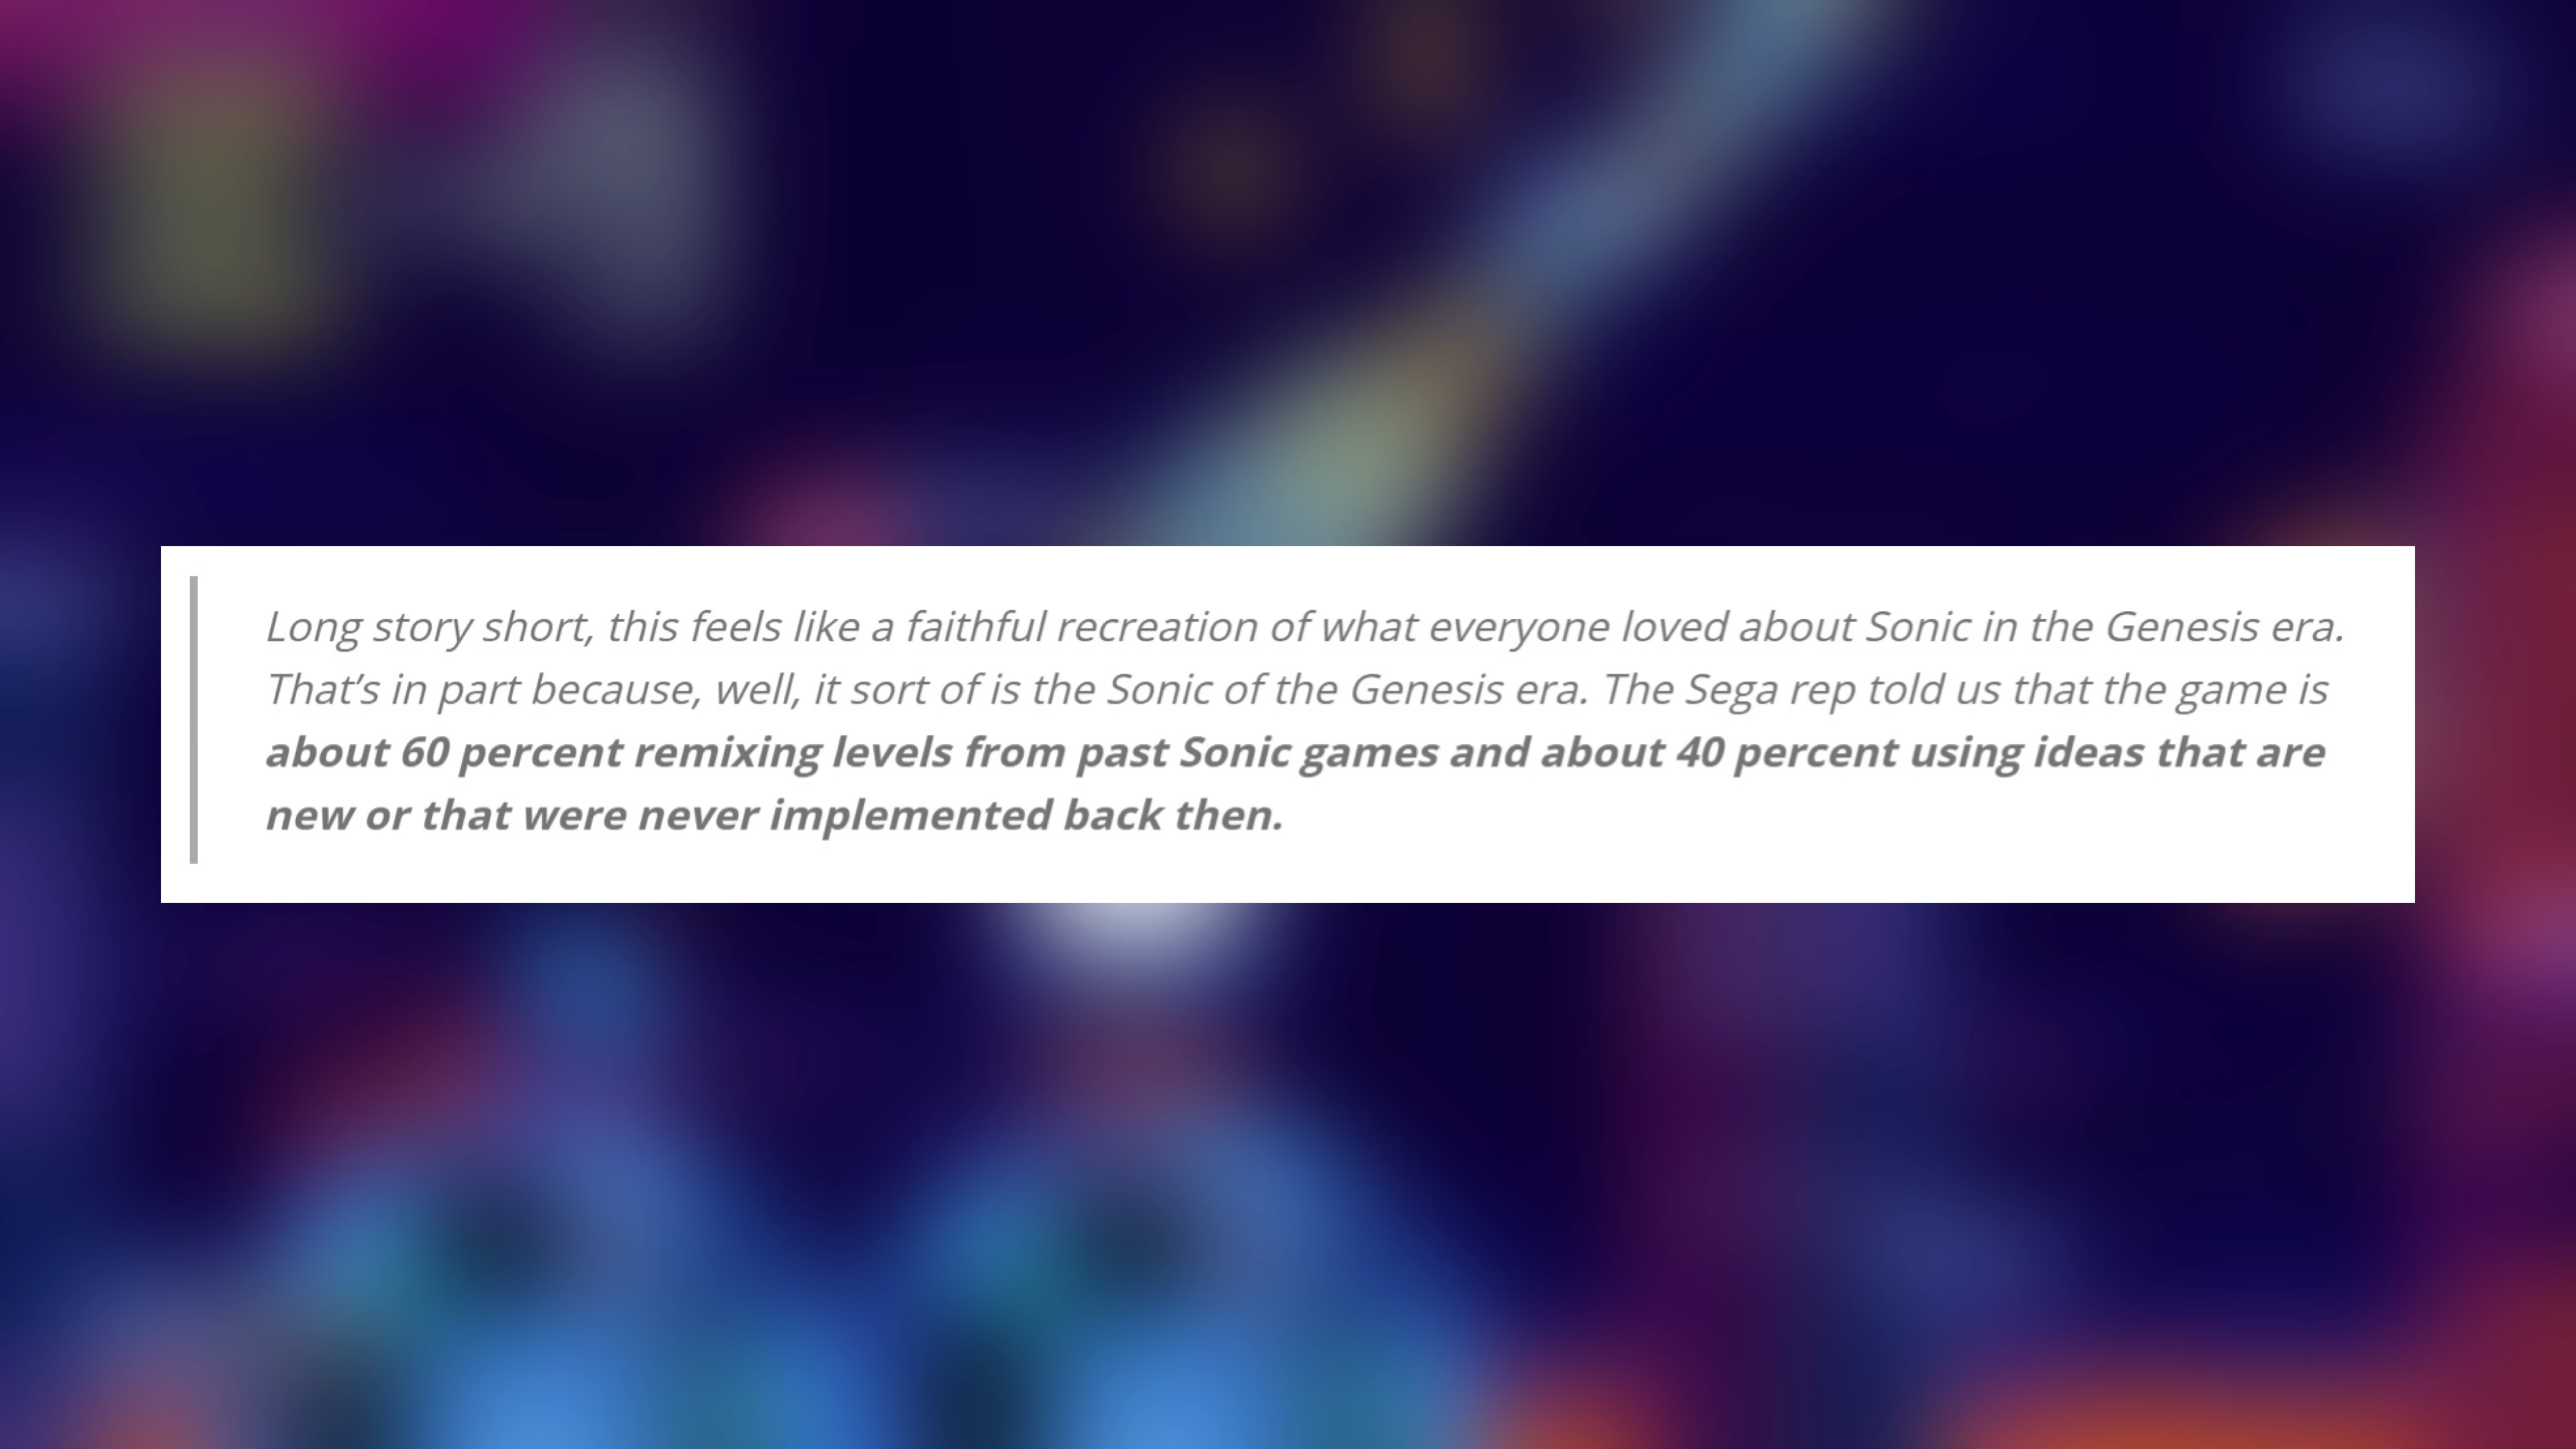 Long story short, this feels like a faithful recreation of what everyone loved about Sonic in the Genesis era.
That’s in part because, well, it sort of is the Sonic of the Genesis era. The Sega rep told us that the game is
about 60 percent remixing levels from past Sonic games and about 40 percent using ideas that are
new or that were never implemented back then.